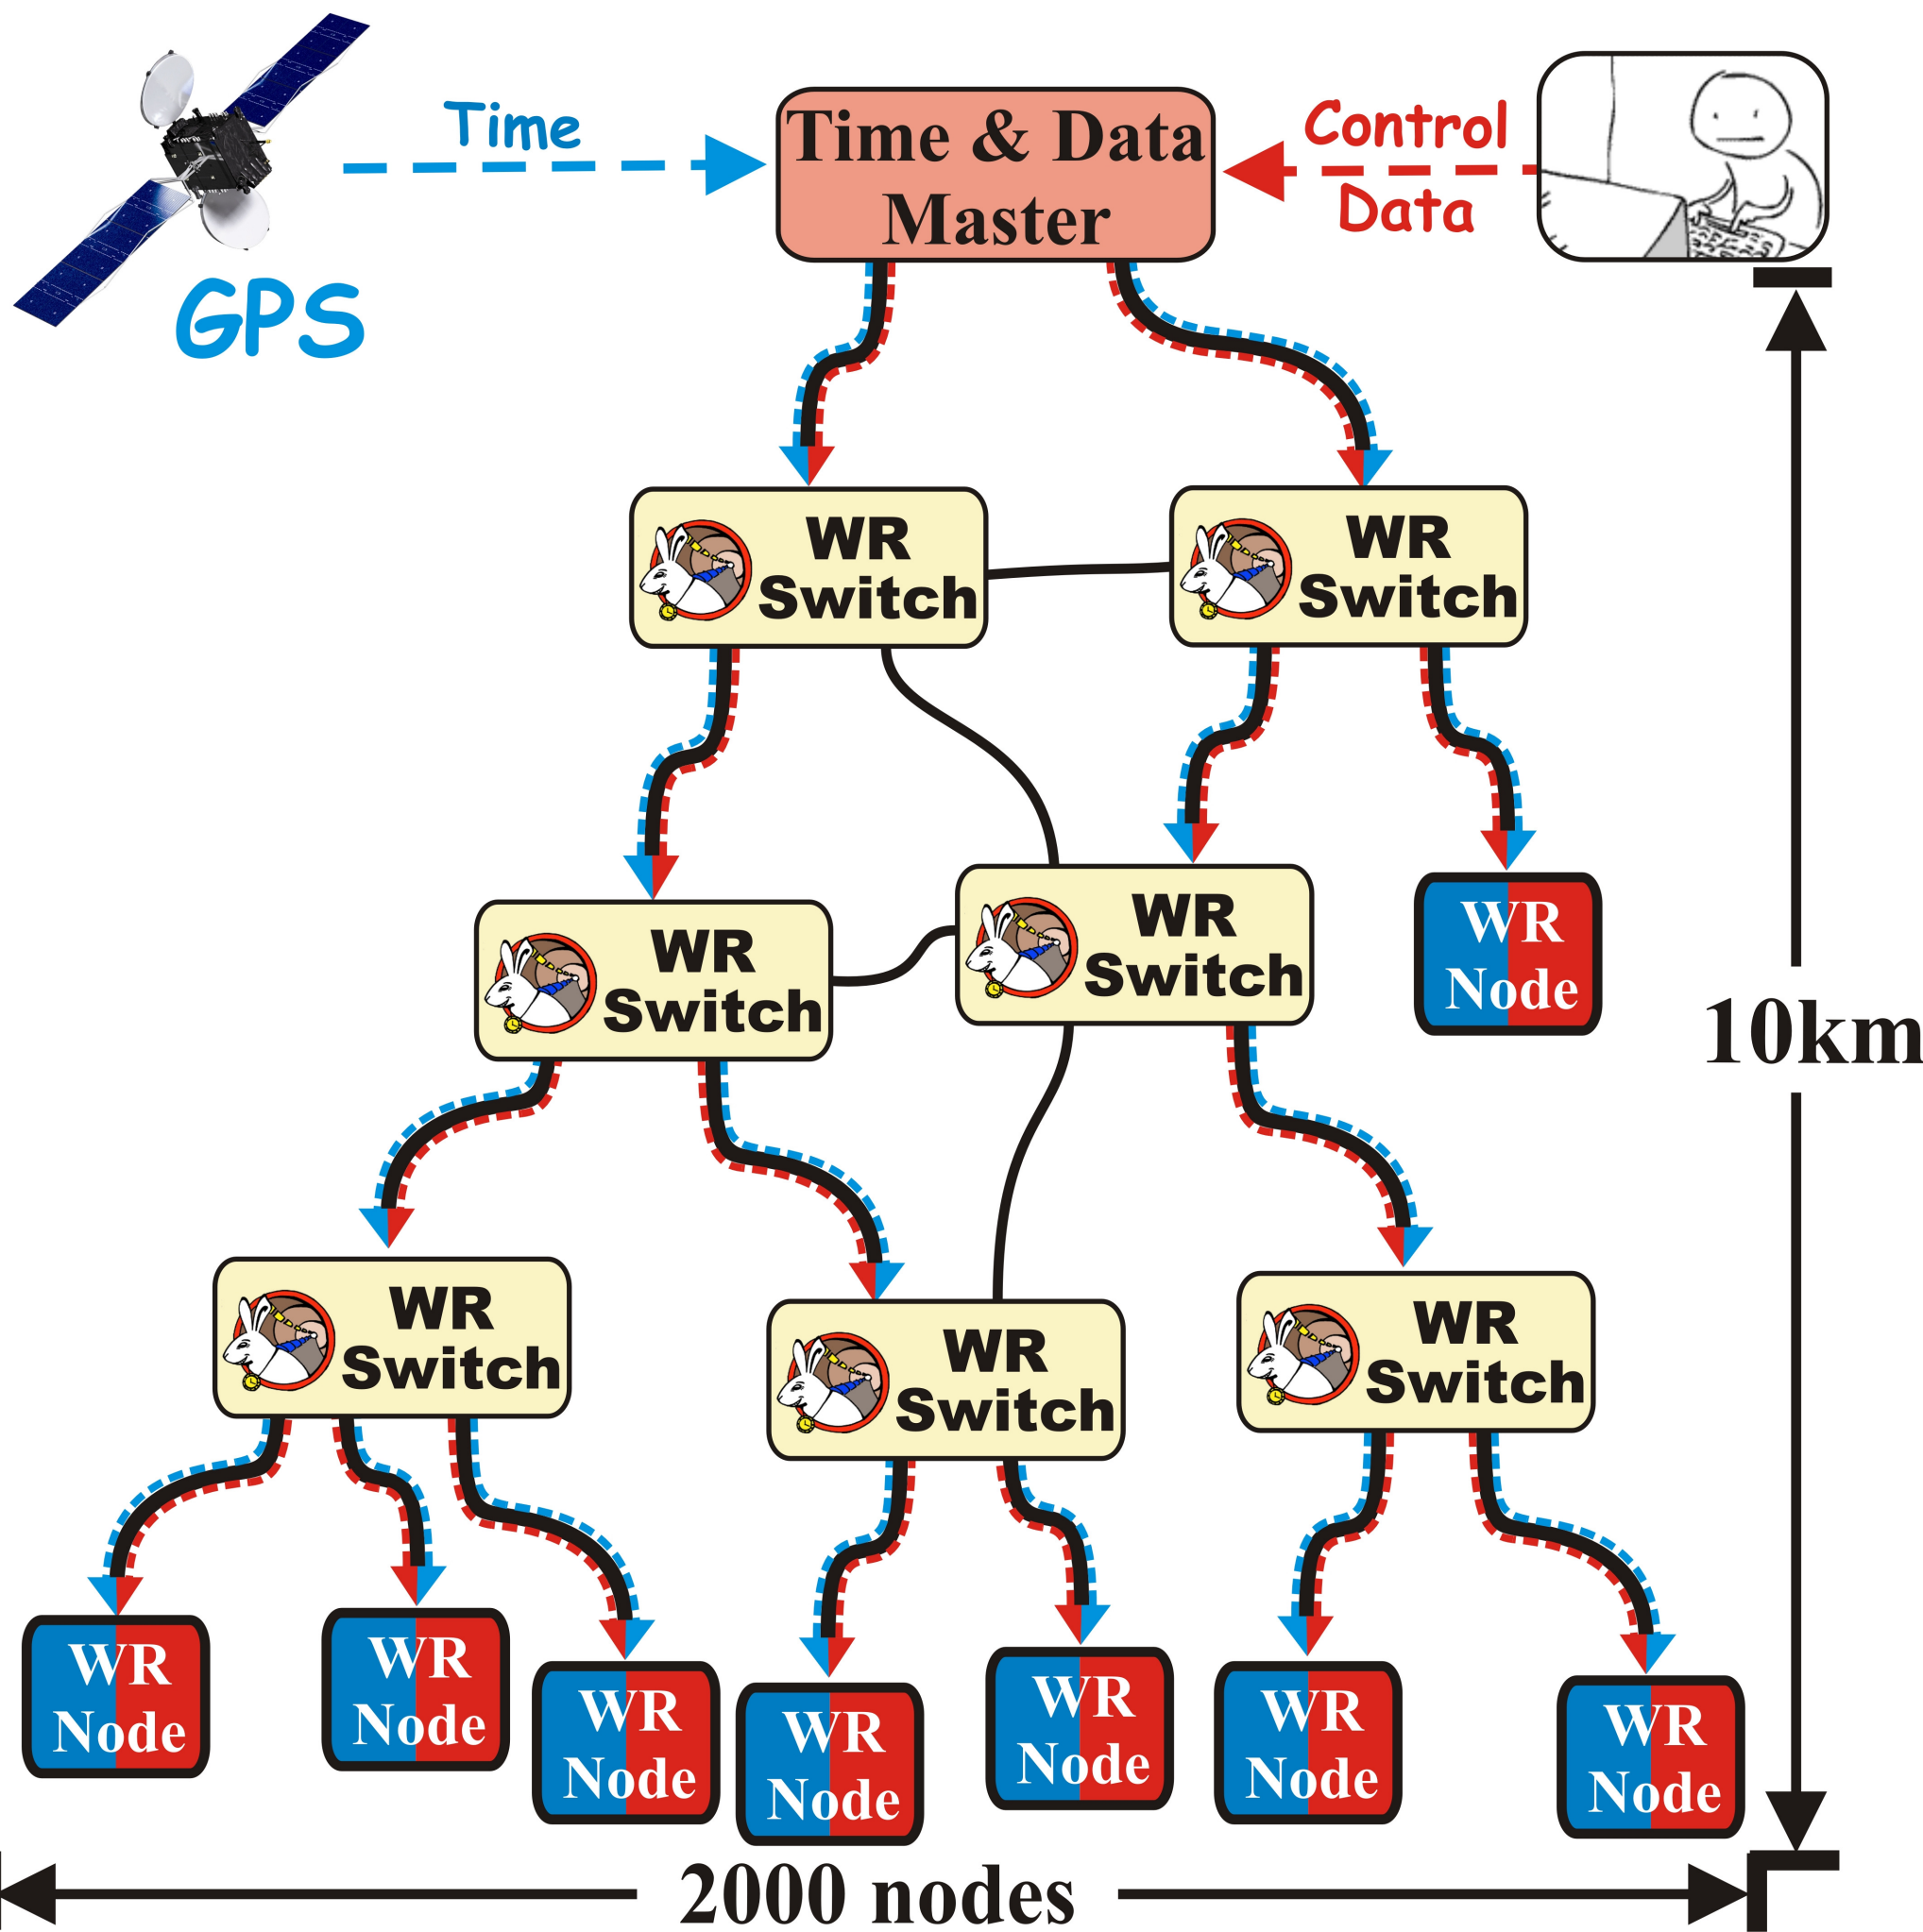 Time
Time & Data
Master
Control
Data
GPS
WR
Switch
WR
Switch
WR
Switch
WR
Switch
WR
Node
10km
WR
Switch
WR
Switch
WR
Switch
WR
Node
WR
Node
WR
Node
WR
Node
WR
Node
WR
Node
WR
Node
2000 nodes